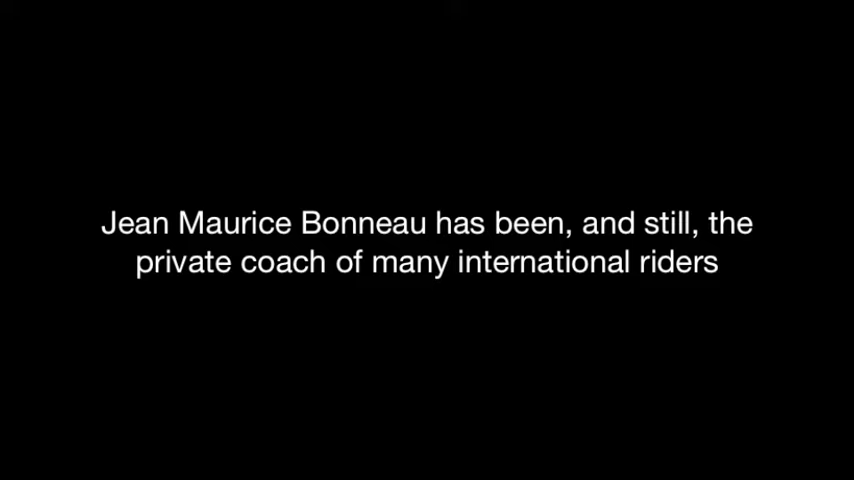 Jean Maurice Bonneau has been, and still, the
private coach of many international riders